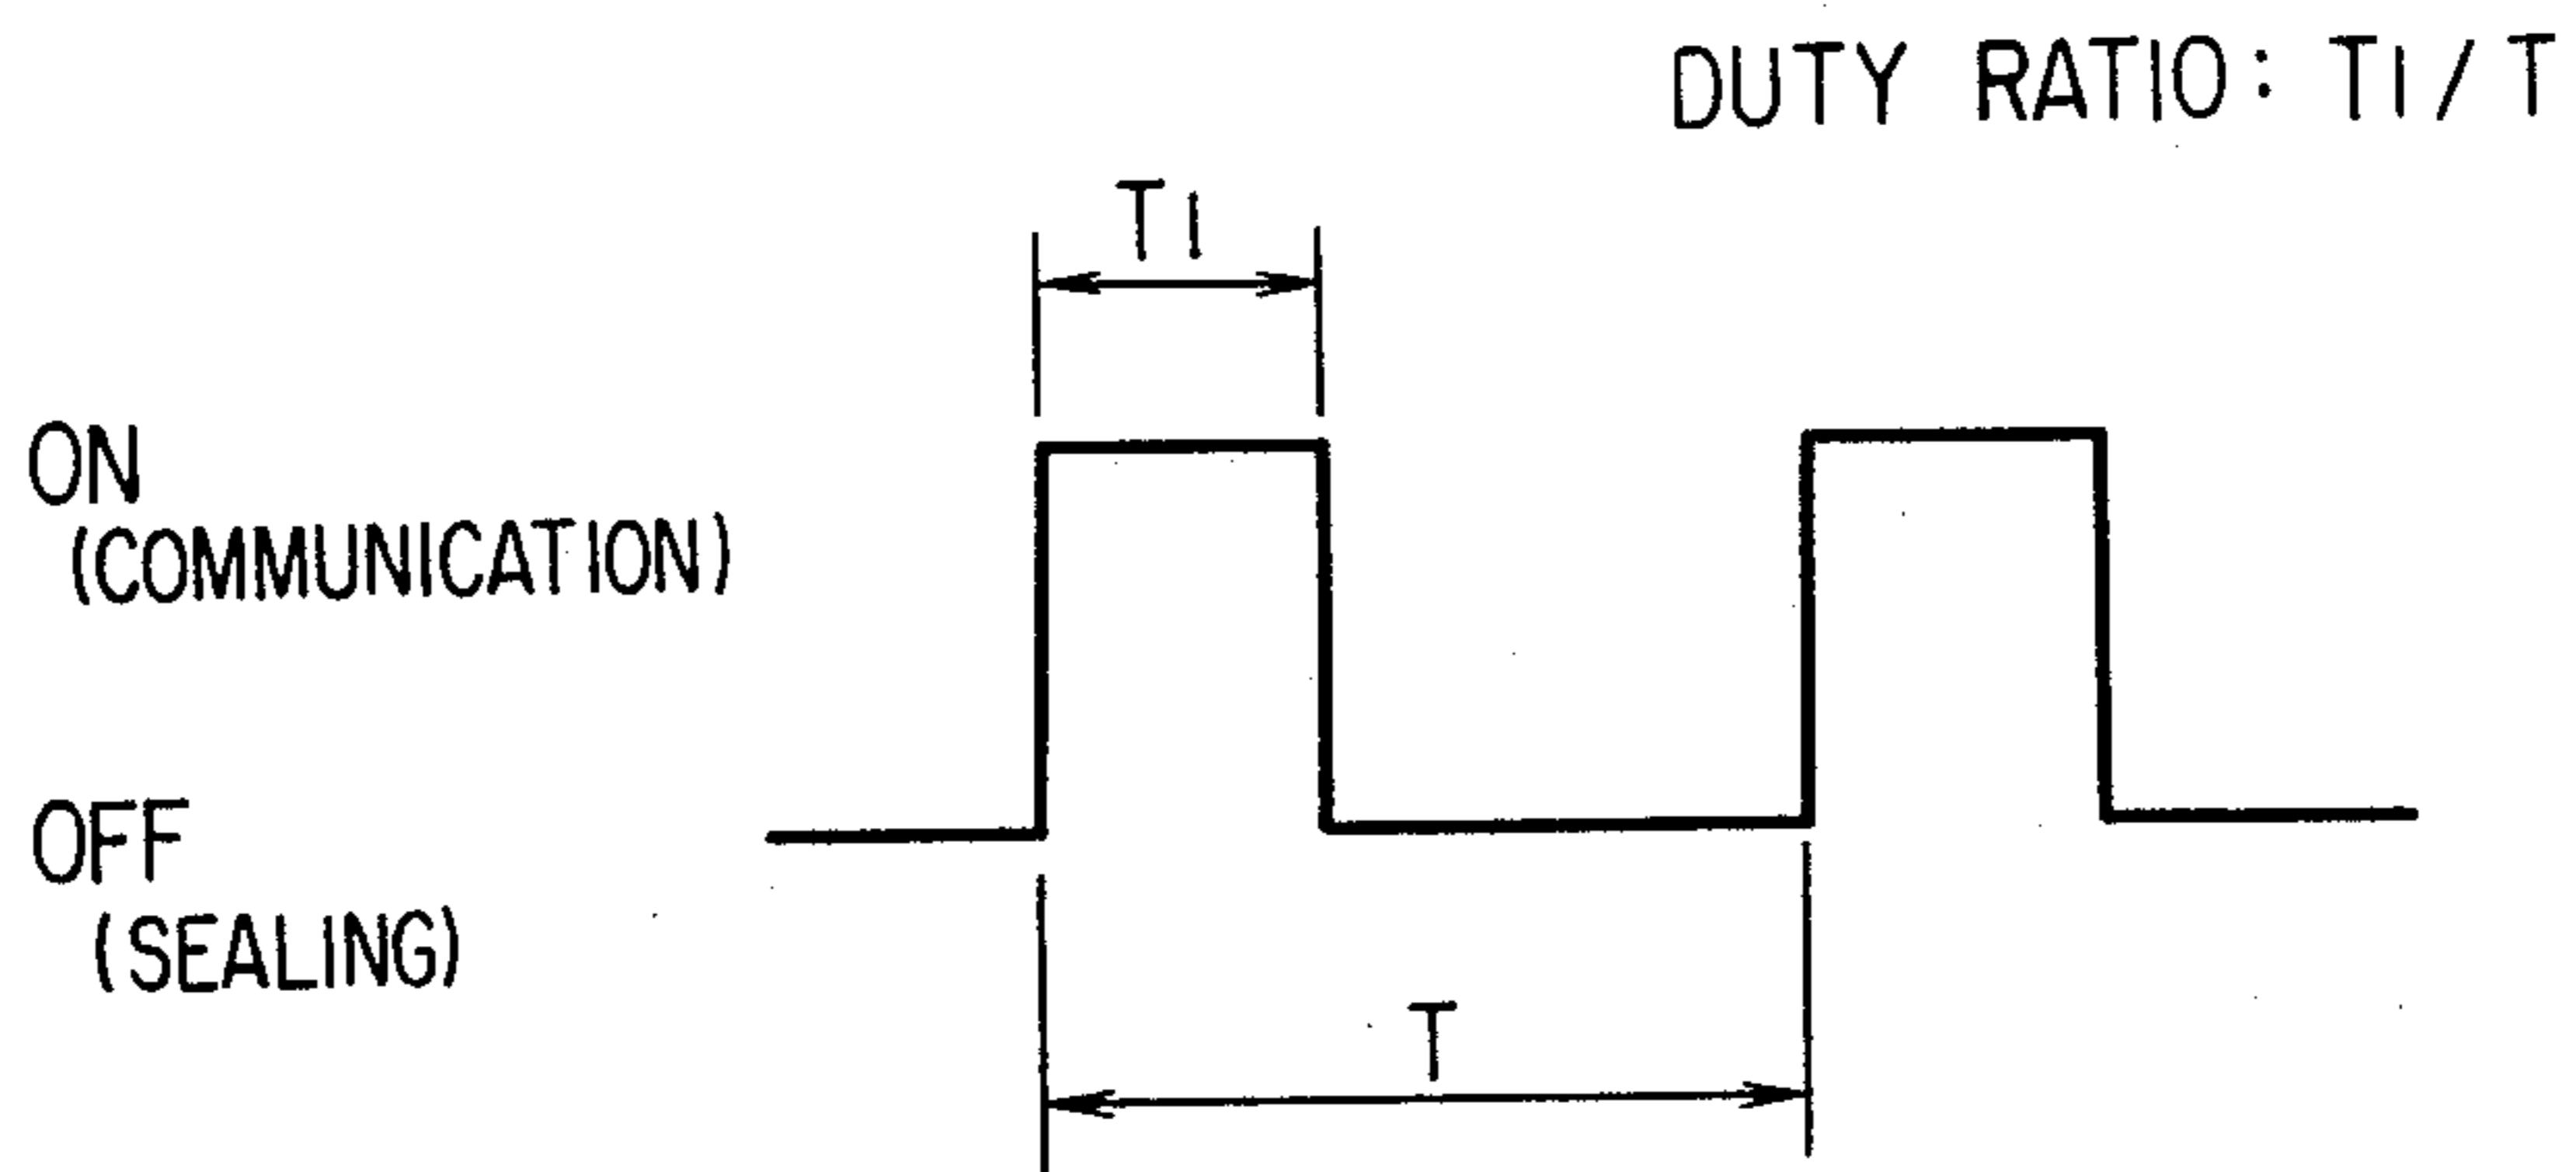 DUTY RATIO: T1/T
T1
ON
(COMMUNICATION)
OFF
(SEALING)
T